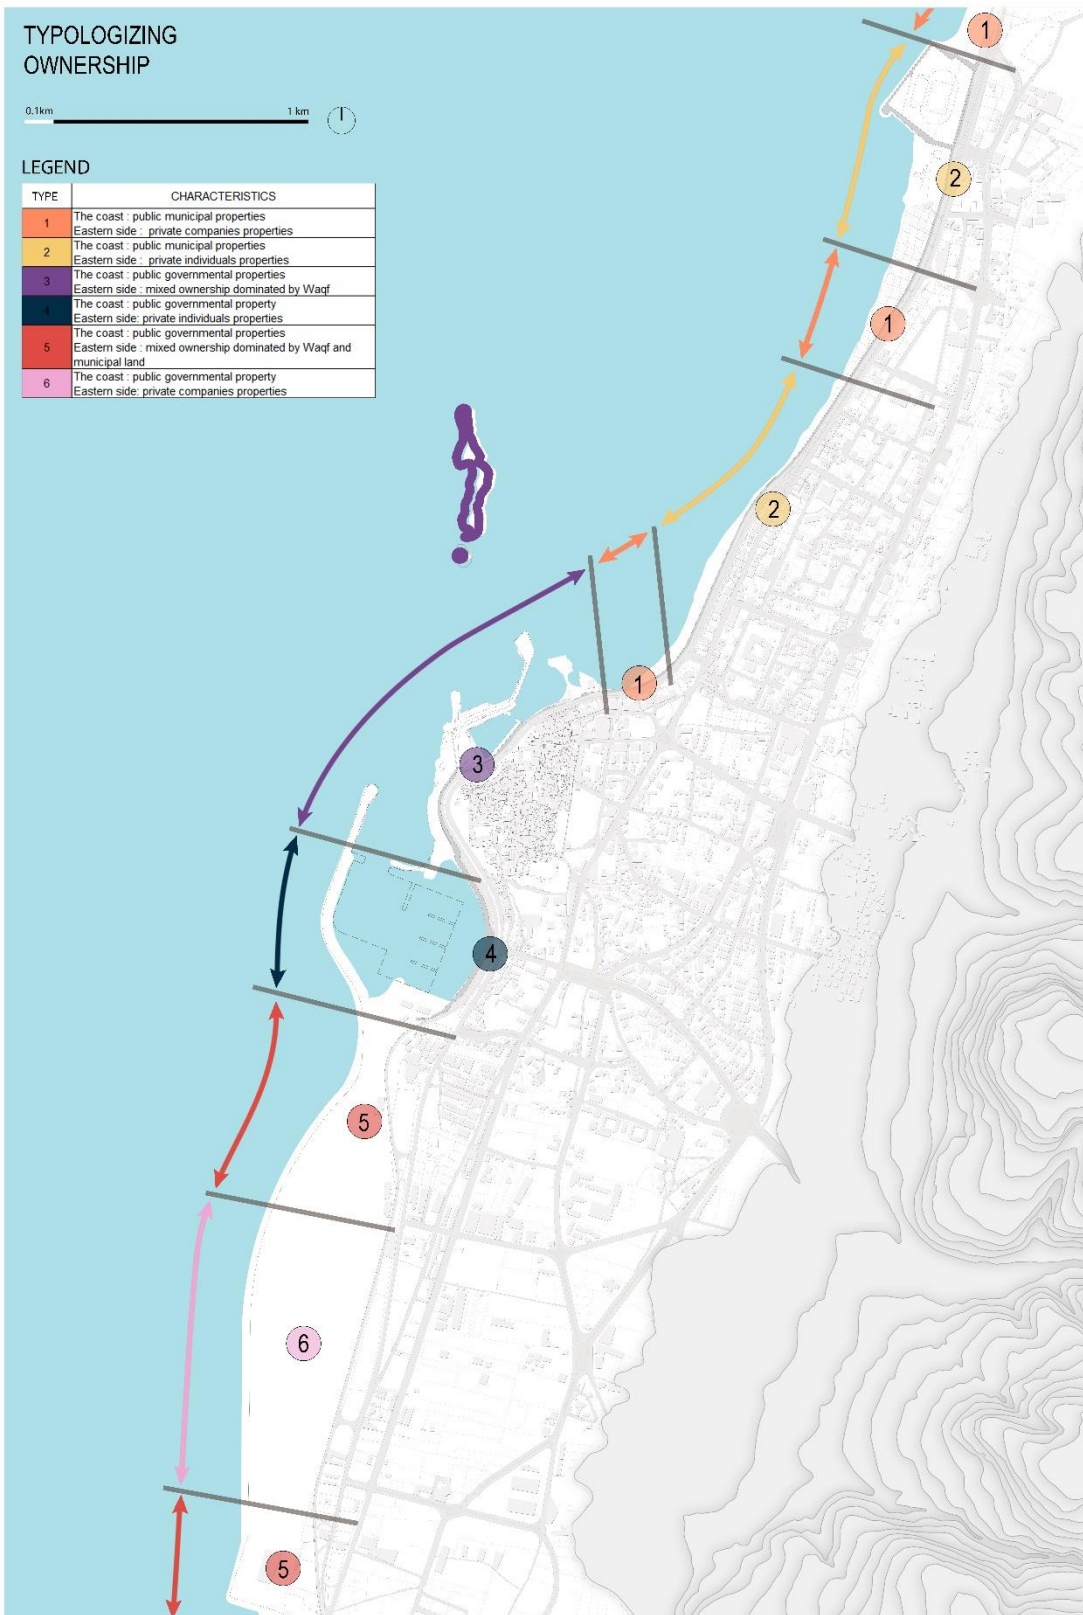 TYPOLOGIZING
OWNERSHIP
0.1km 1 km
LEGEND
TYPE CHARACTERISTICS
1 The coast : public municipal properties
Eastern side : private companies properties
2 The coast : public municipal properties
Eastern side : private individuals properties
3 The coast : public governmental properties
Eastern side : mixed ownership dominated by Waqf
4 The coast : public governmental property
Eastern side: private individuals properties
5 The coast : public governmental properties
Eastern side : mixed ownership dominated by Waqf and
municipal land
6 The coast : public governmental property
Eastern side: private companies properties
1
2
1
2
1
3
4
5
6
5